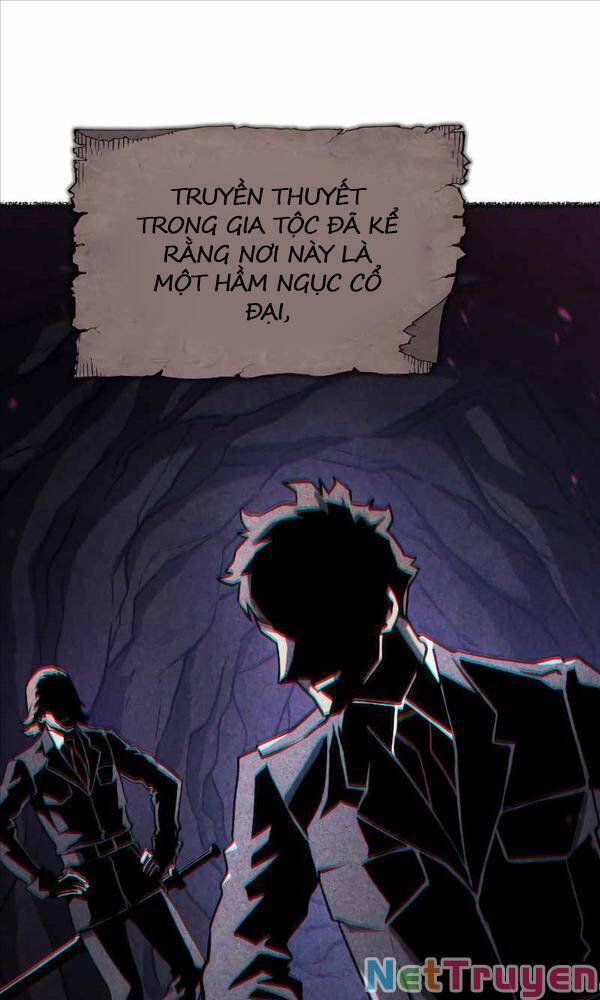 TRUYỀN THUYẾT
TRONG GIA TỘC ĐÃ KỂ
RẰNG NƠI NÀY LÀ
MỘT HẦM NGỤC CỔ
ĐẠI,
NetTruyen